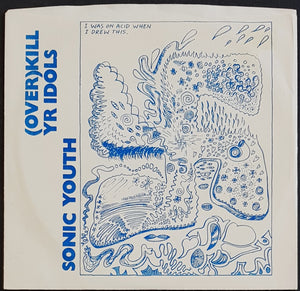 (OVER)KILL
YR IDOLS
SONIC YOUTH
I WAS ON ACID WHEN
I DREW THIS.